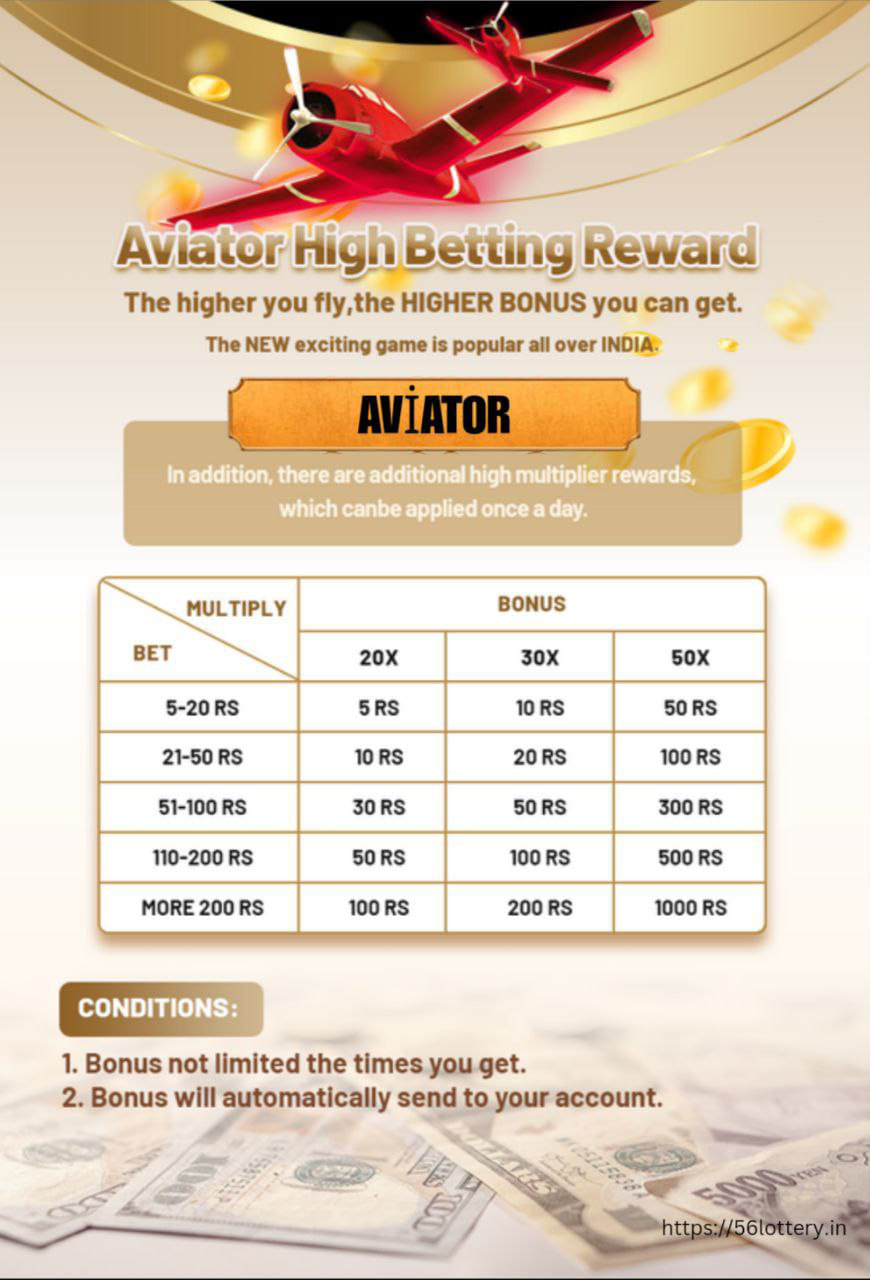 Aviator High Betting Reward
The higher you fly,the HIGHER BONUS you can get.
The NEW exciting game is popular all over INDIA.
AVIATOR
In addition, there are additional high multiplier rewards,
which canbe applied once a day.
MULTIPLY
BET
BONUS
20X 30X 50X
5-20 RS 5 RS 10 RS 50 RS
21-50 RS 10 RS 20 RS 100 RS
51-100 RS 30 RS 50 RS 300 RS
110-200 RS 50 RS 100 RS 500 RS
MORE 200 RS 100 RS 200 RS 1000 RS
CONDITIONS:
1. Bonus not limited the times you get.
2. Bonus will automatically send to your account.
100
5000 YEN
https://56lottery.in